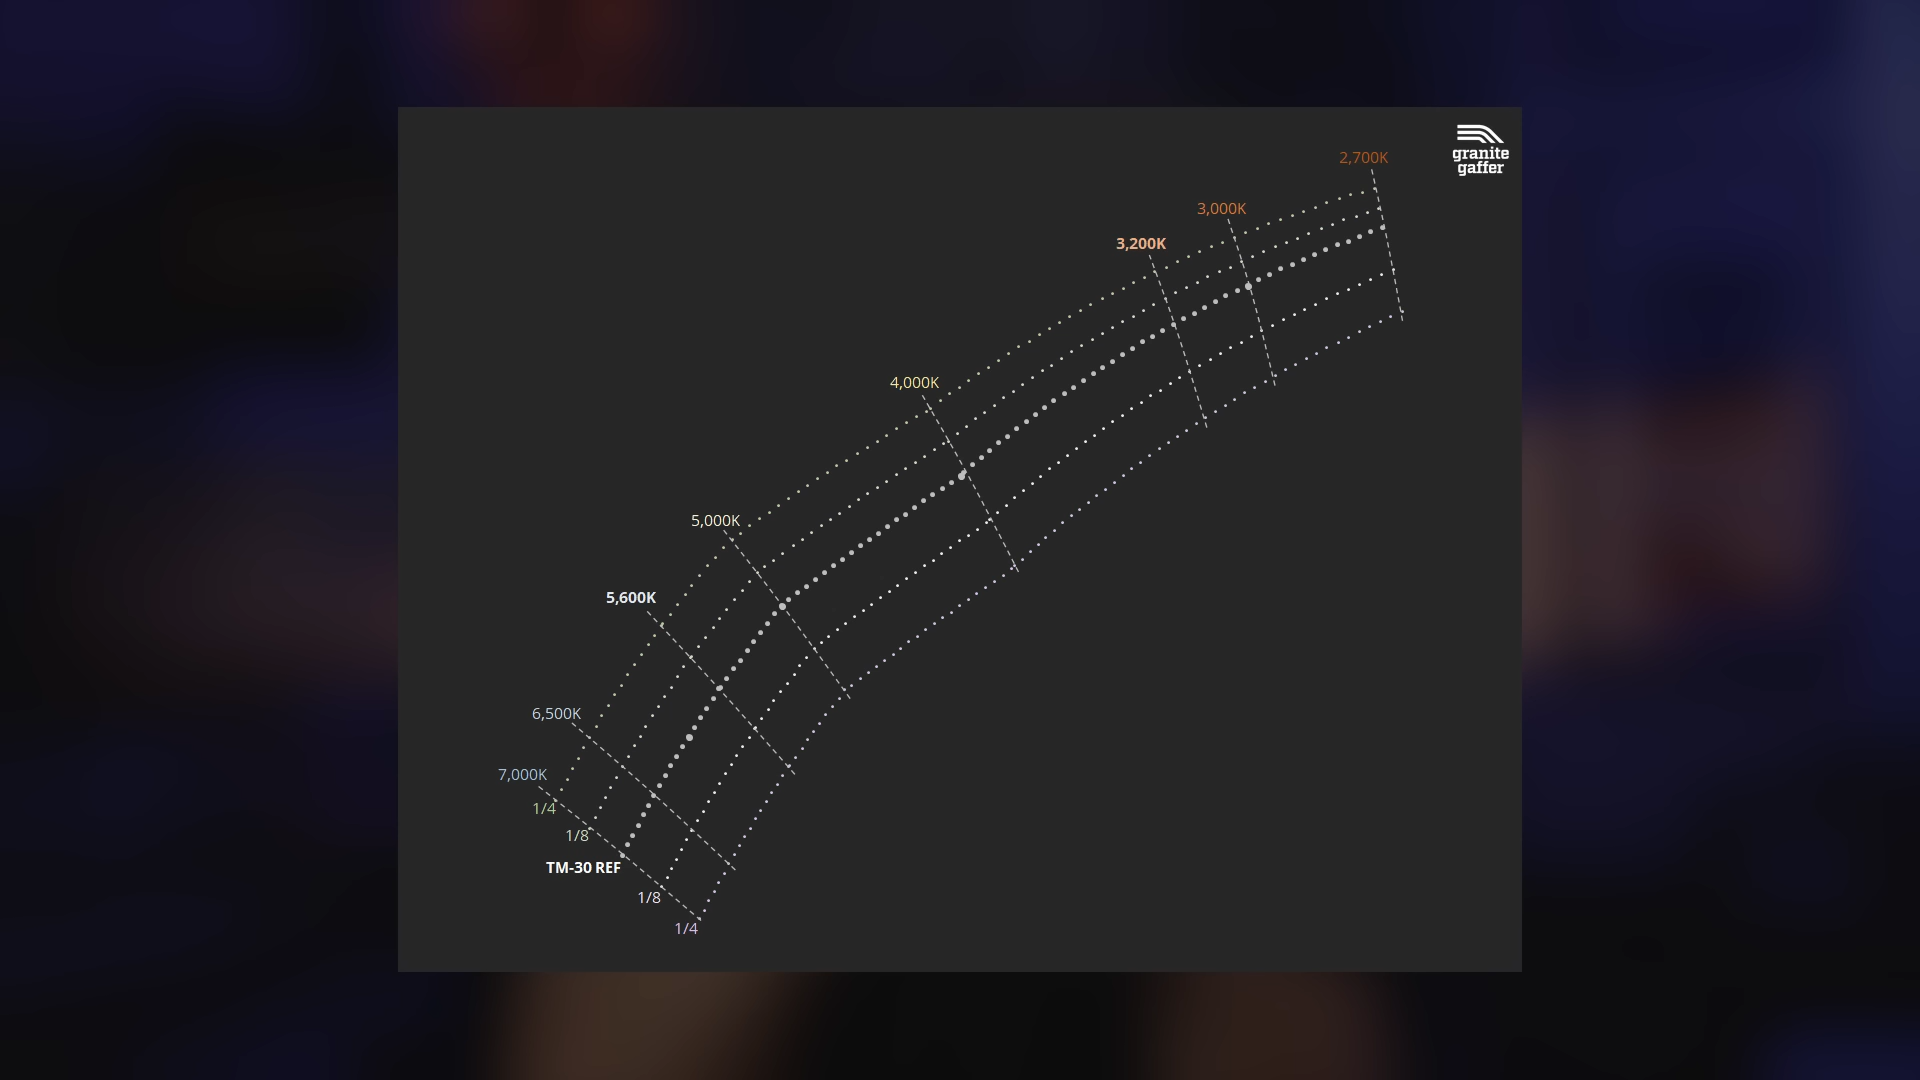 granite
gaffer
2,700K
3,000K
3,200K
4,000K
5,000K
5,600K
6,500K
7,000K
1/4
1/8
TM-30 REF
1/8
1/4